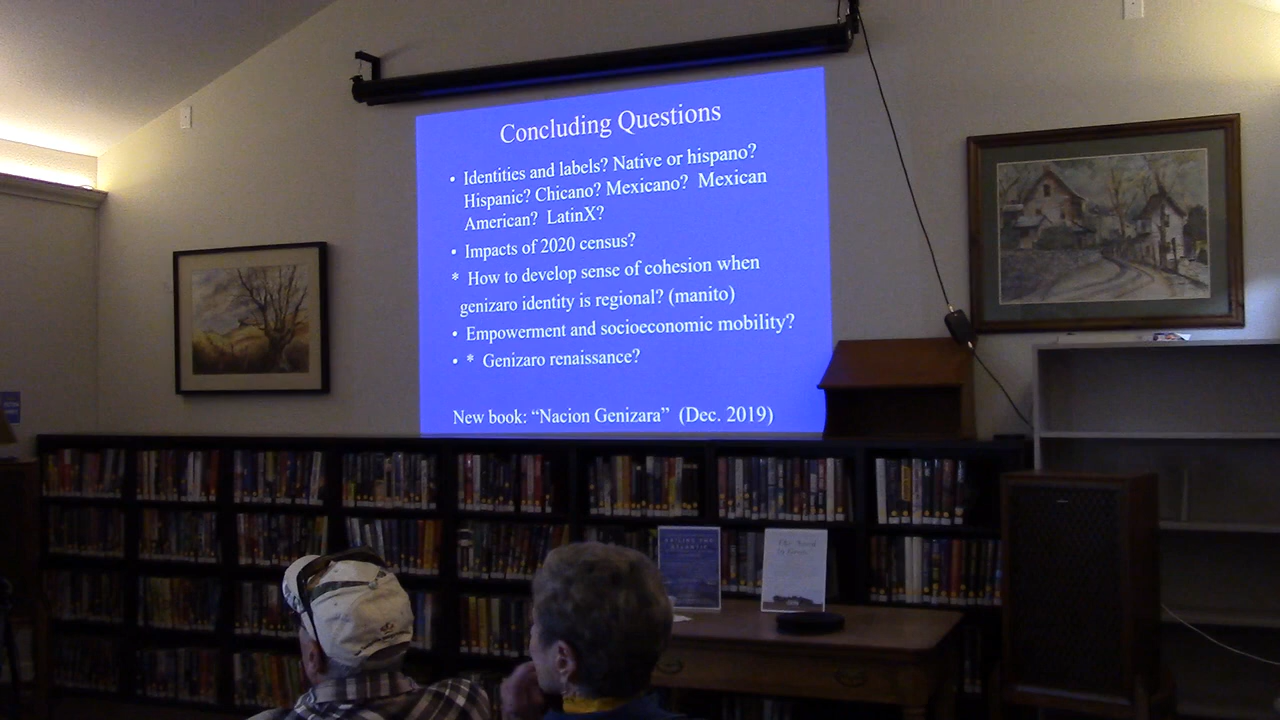 Concluding Questions
• Identities and labels? Native or hispano?
Hispanic? Chicano? Mexicano? Mexican
American? LatinX?
• Impacts of 2020 census?
* How to develop sense of cohesion when
genizaro identity is regional? (manito)
• Empowerment and socioeconomic mobility?
• * Genizaro renaissance?
New book: “Nacion Genizara” (Dec. 2019)